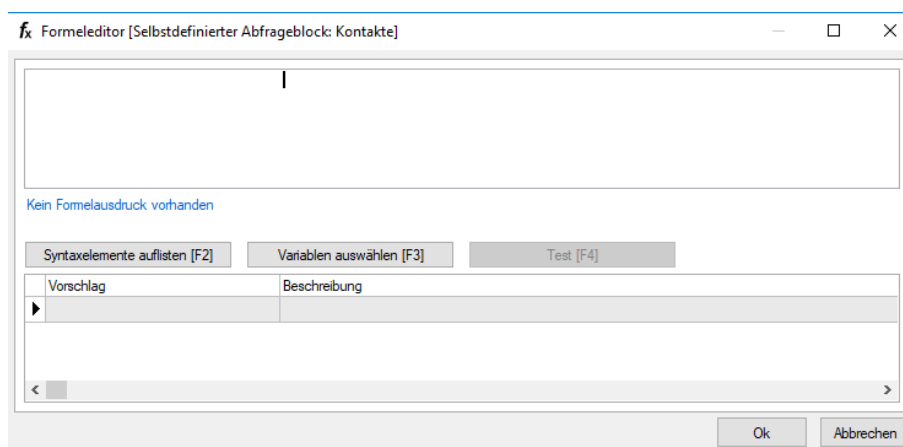 fx Formeleditor [Selbstdefinierter Abfrageblock: Kontakte]
Kein Formelausdruck vorhanden
Syntaxelemente auflisten [F2] Variablen auswählen [F3] Test [F4]
Vorschlag Beschreibung
Ok Abbrechen